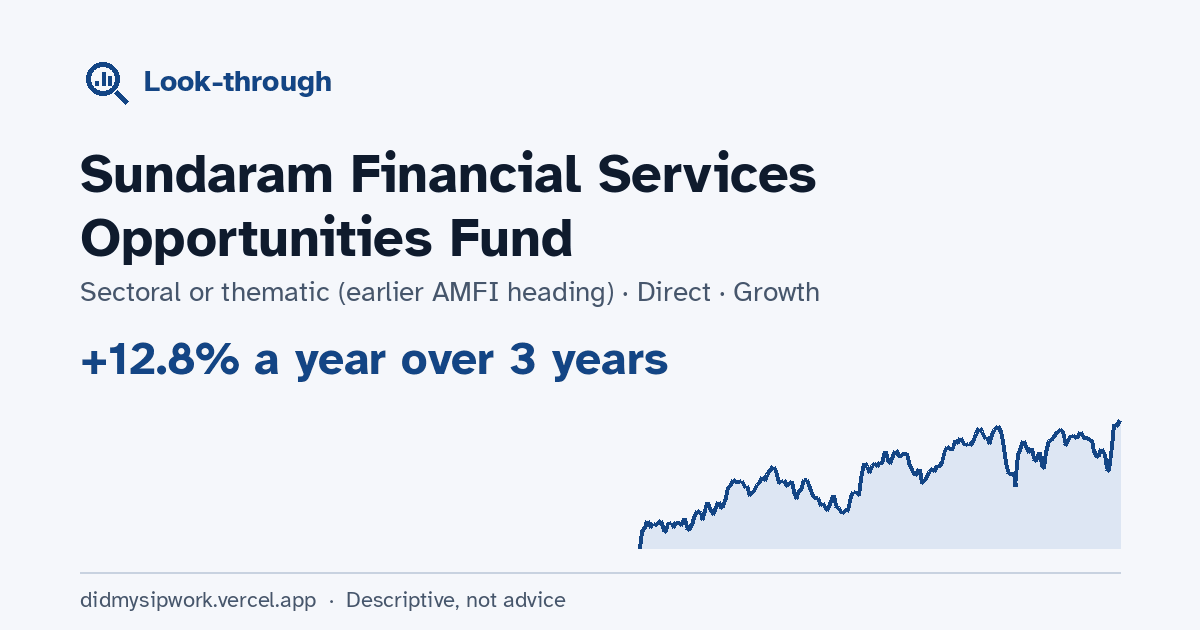 Look-through
Sundaram Financial Services
Opportunities Fund
Sectoral or thematic (earlier AMFI heading) · Direct · Growth
+12.8% a year over 3 years
didmysipwork.vercel.app · Descriptive, not advice